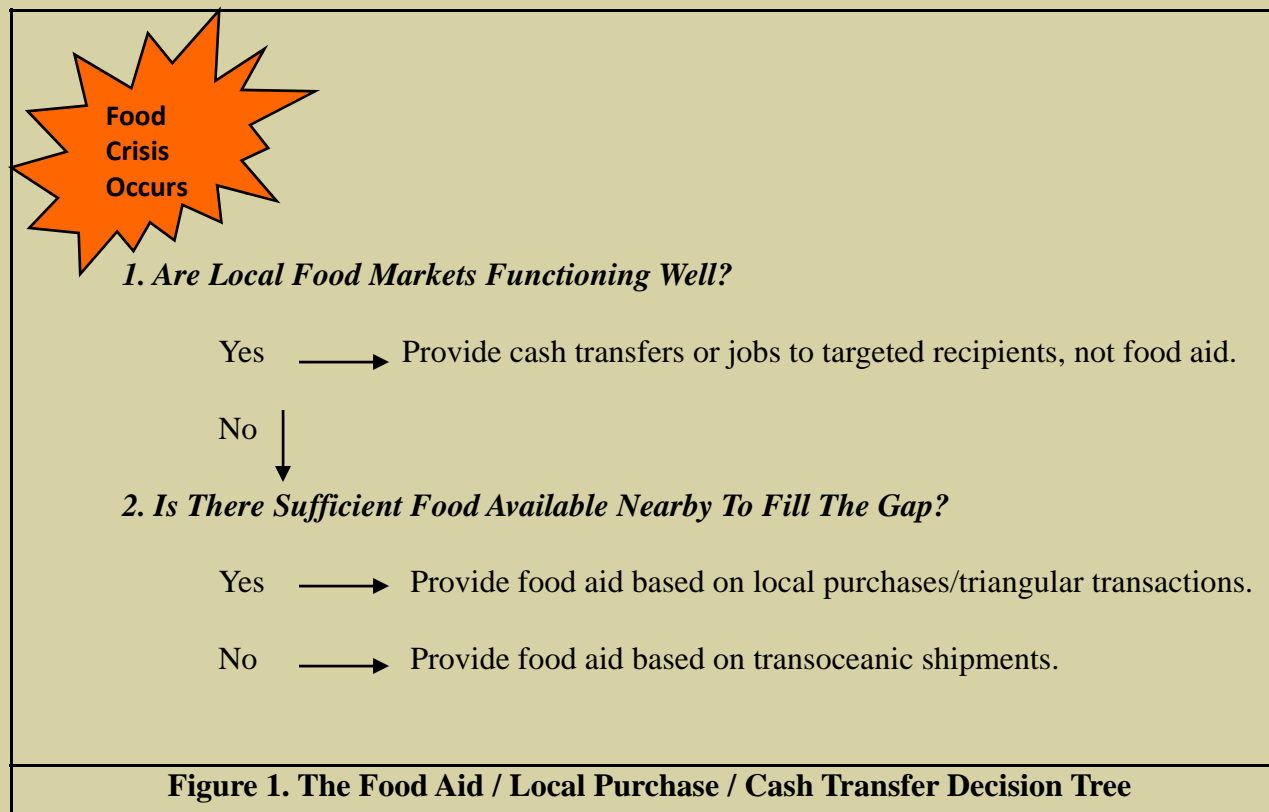 Food
Crisis
Occurs
1. Are Local Food Markets Functioning Well?
Yes Provide cash transfers or jobs to targeted recipients, not food aid.
No
2. Is There Sufficient Food Available Nearby To Fill The Gap?
Yes Provide food aid based on local purchases/triangular transactions.
No Provide food aid based on transoceanic shipments.
Figure 1. The Food Aid / Local Purchase / Cash Transfer Decision Tree